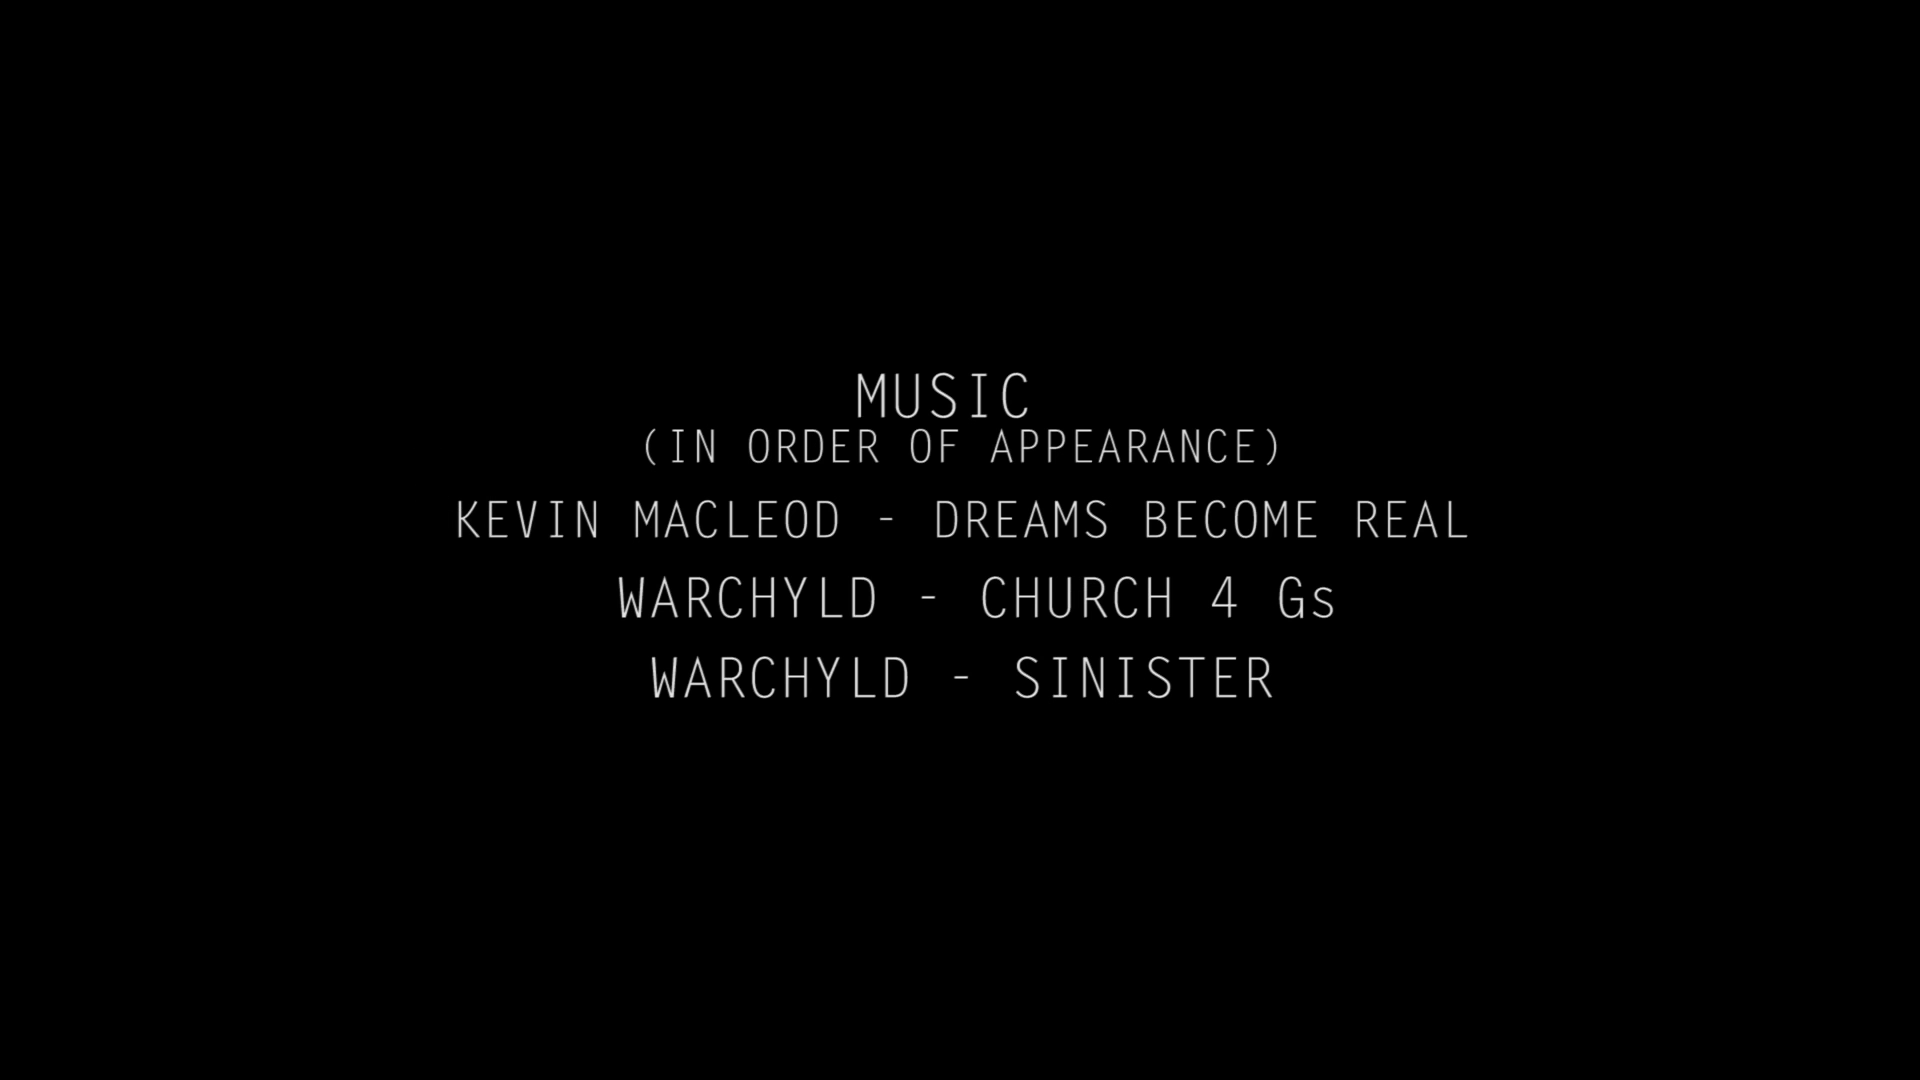 MUSIC
(IN ORDER OF APPEARANCE)
KEVIN MACLEOD - DREAMS BECOME REAL
WARCHYLD - CHURCH 4 Gs
WARCHYLD - SINISTER